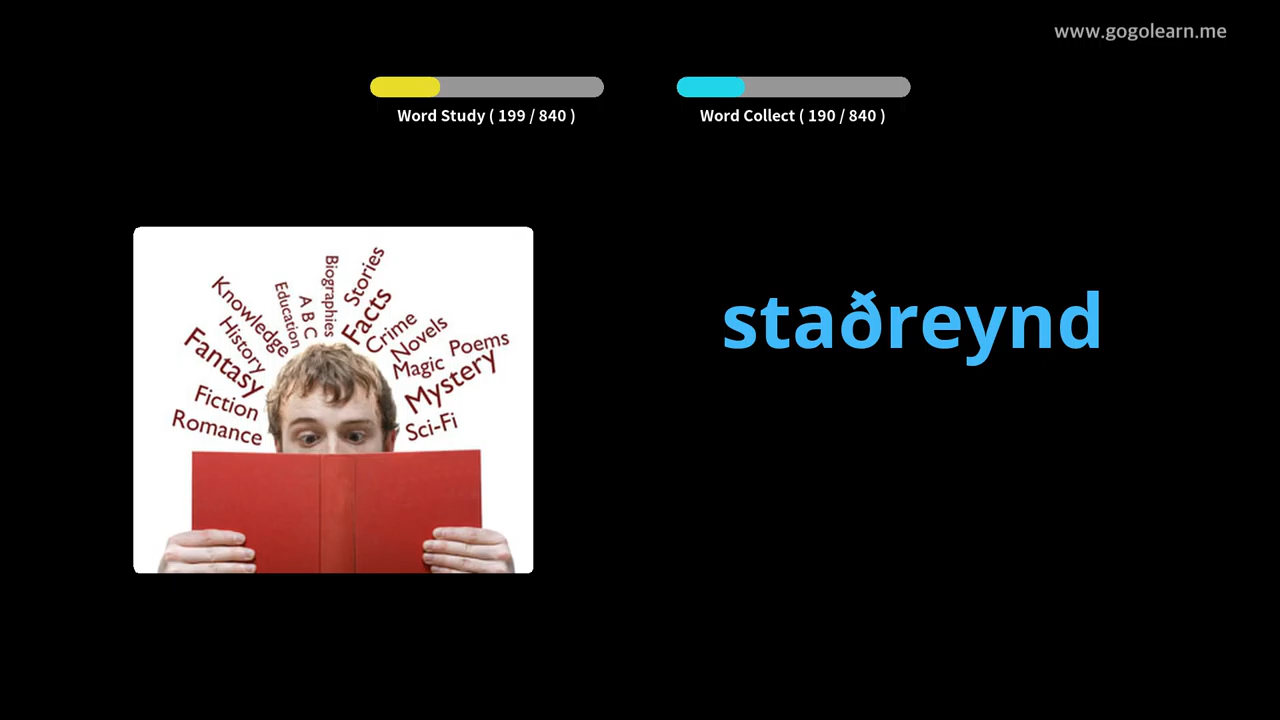 www.gogolearn.me
Word Study ( 199 / 840 )
Word Collect ( 190 / 840 )
staðreynd
Romance
Fiction
Fantasy
History
Knowledge
Education
A B C
Biographies
Stories
Facts
Crime
Novels
Magic
Poems
Mystery
Sci-Fi